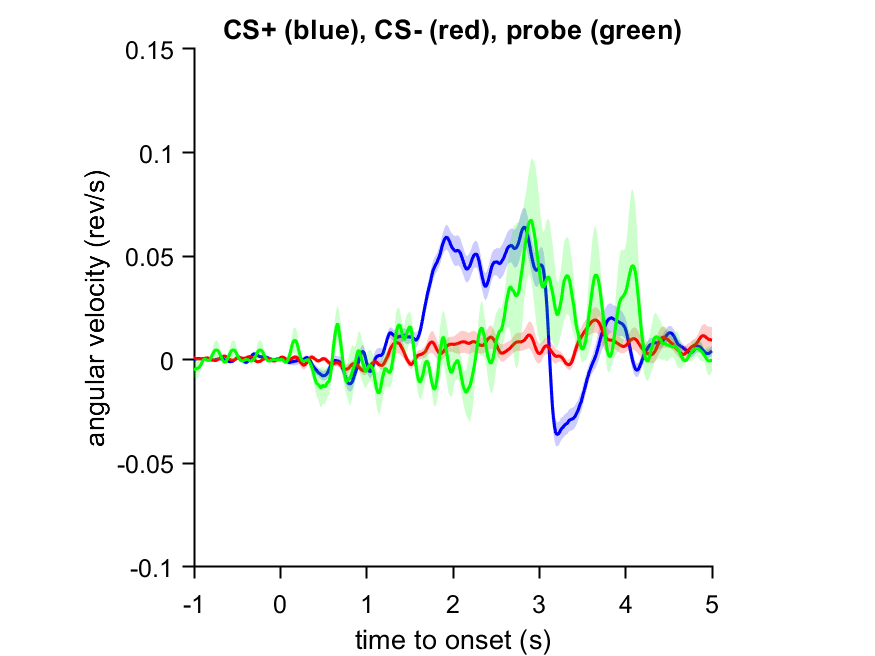 CS+ (blue), CS- (red), probe (green)
0.15
0.1
0.05
0
-0.05
-0.1
angular velocity (rev/s)
-1 0 1 2 3 4 5
time to onset (s)